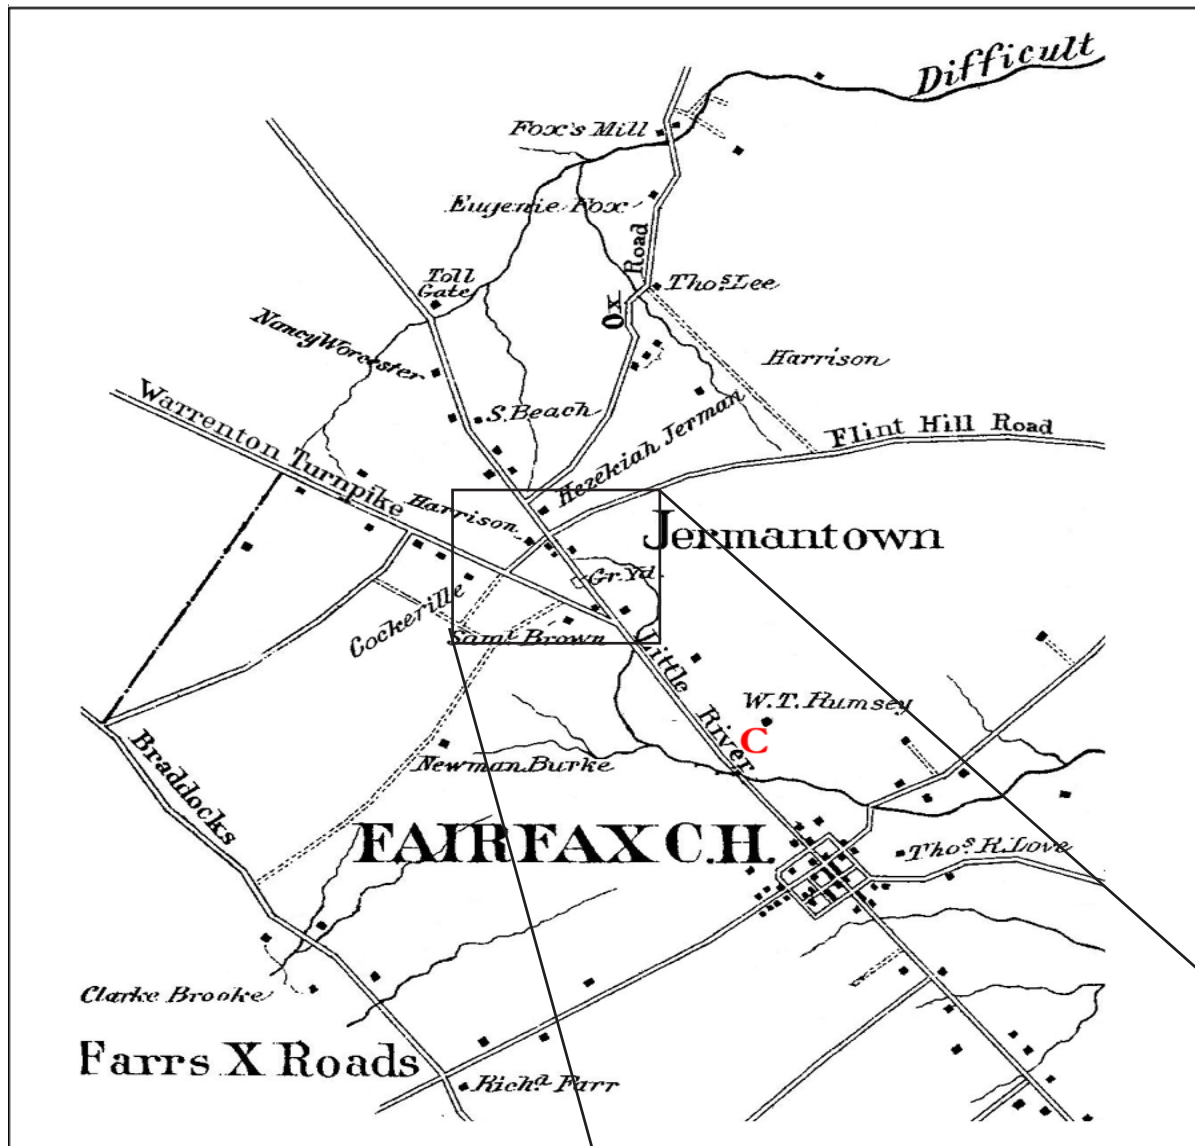 Difficult
Fox's Mill
Eugenie Fox
Ox Road
Thos. Lee
Toll
Gate
Nancy Worcester
Harrison
S. Beach
Hezekiah Jerman
Flint Hill Road
Warrenton Turnpike
Harrison
Jermantown
Gr. Yd.
Cockerille
Saml. Brown
Little River
W. T. Rumsey
C
Newman Burke
Braddocks
FAIRFAX C.H.
Thos. R. Love
Clarke Brooke
Farrs X Roads
Richd. Farr